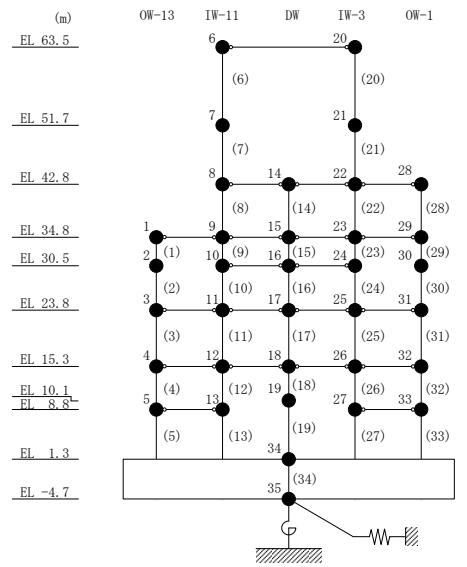 (m) OW-13 IW-11 DW IW-3 OW-1
EL 63.5 6 20
(6) (20)
EL 51.7 7 21
(7) (21)
EL 42.8 8 14 22 28
(8) (14) (22) (28)
EL 34.8 1 9 15 23 29
(1) (9) (15) (23) (29)
EL 30.5 2 10 16 24 30
(2) (10) (16) (24) (30)
EL 23.8 3 11 17 25 31
(3) (11) (17) (25) (31)
EL 15.3 4 12 18 26 32
(4) (12) (18) (26) (32)
EL 10.1 19
EL 8.8 5 13 27 33
(5) (13) (19) (27) (33)
EL 1.3 34
(34)
EL -4.7 35